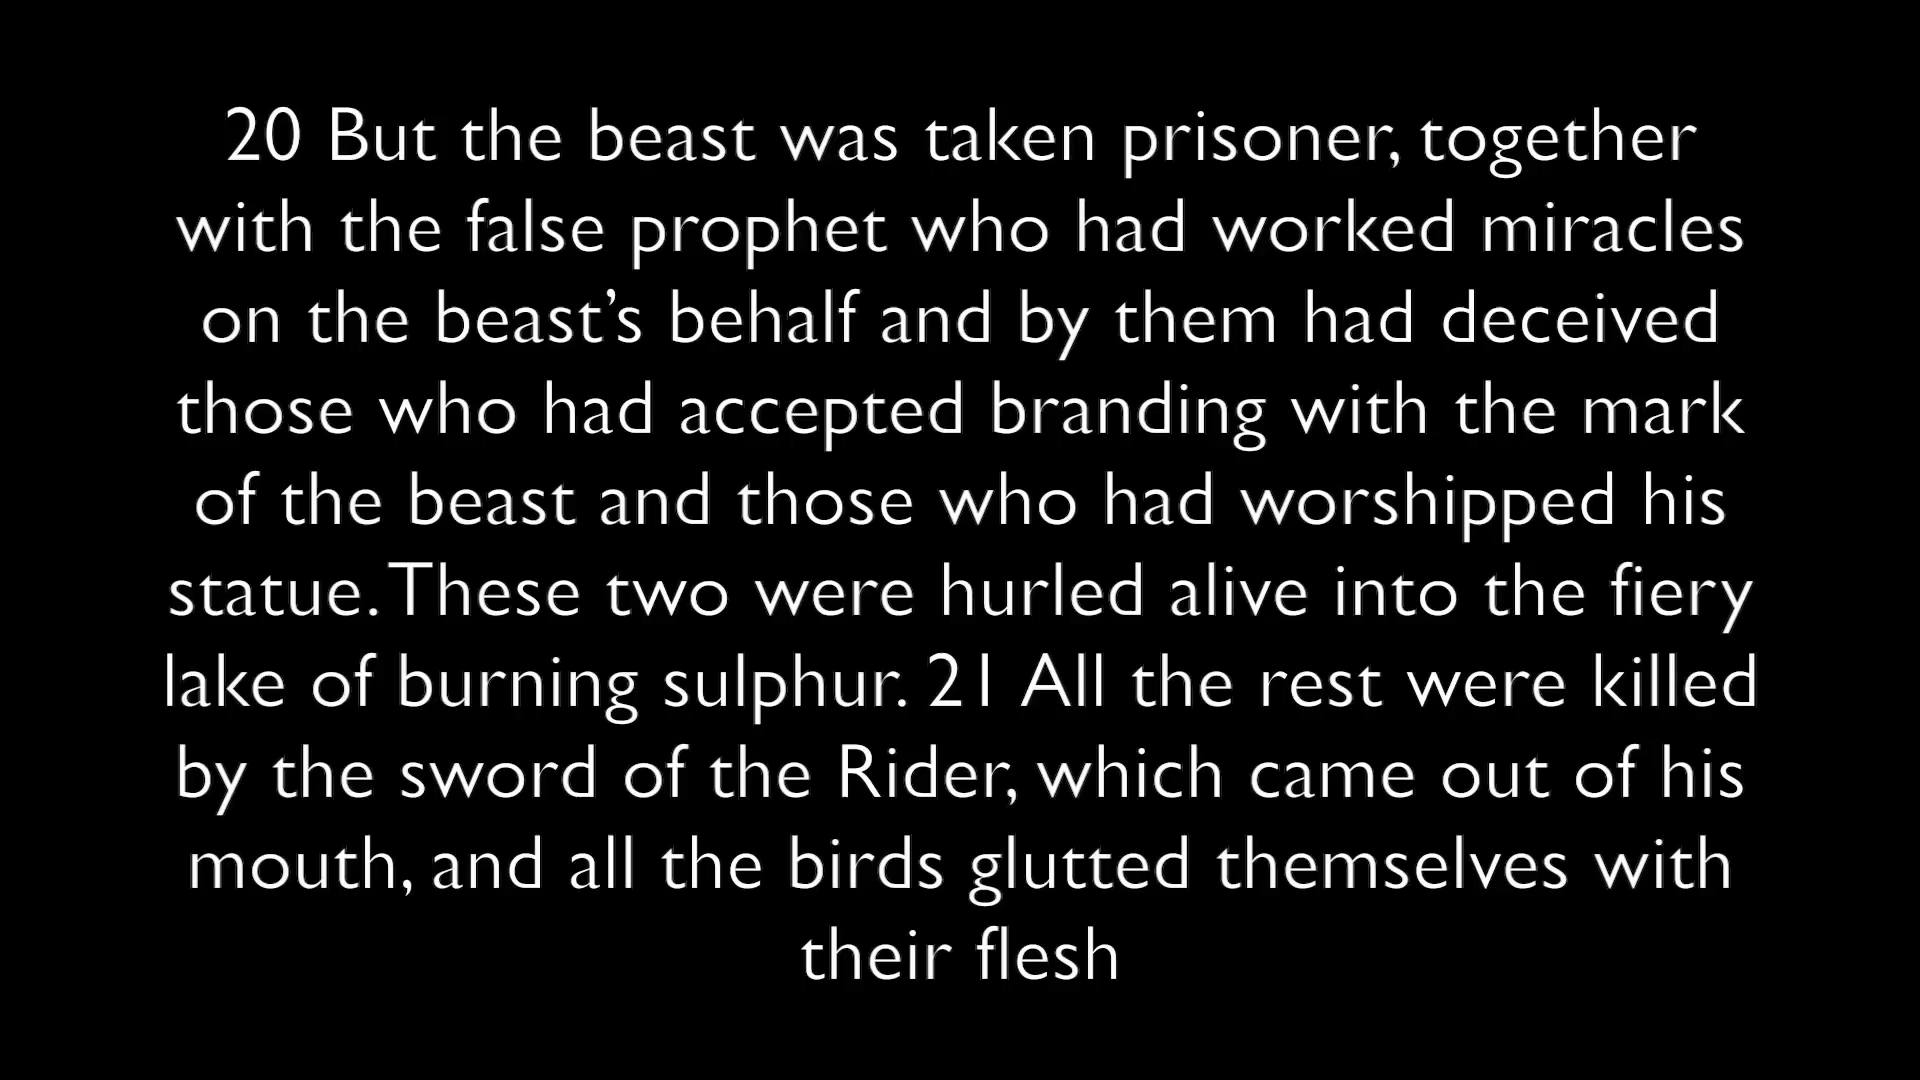 20 But the beast was taken prisoner, together
with the false prophet who had worked miracles
on the beast’s behalf and by them had deceived
those who had accepted branding with the mark
of the beast and those who had worshipped his
statue. These two were hurled alive into the fiery
lake of burning sulphur. 21 All the rest were killed
by the sword of the Rider, which came out of his
mouth, and all the birds glutted themselves with
their flesh